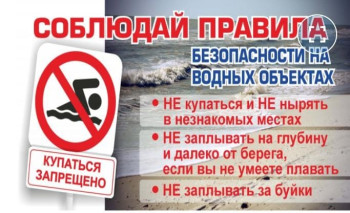 СОБЛЮДАЙ ПРАВИЛА
БЕЗОПАСНОСТИ НА
ВОДНЫХ ОБЪЕКТАХ
• НЕ купаться и НЕ нырять
в незнакомых местах
• НЕ заплывать на глубину
и далеко от берега,
если вы не умеете плавать
• НЕ заплывать за буйки
КУПАТЬСЯ
ЗАПРЕЩЕНО